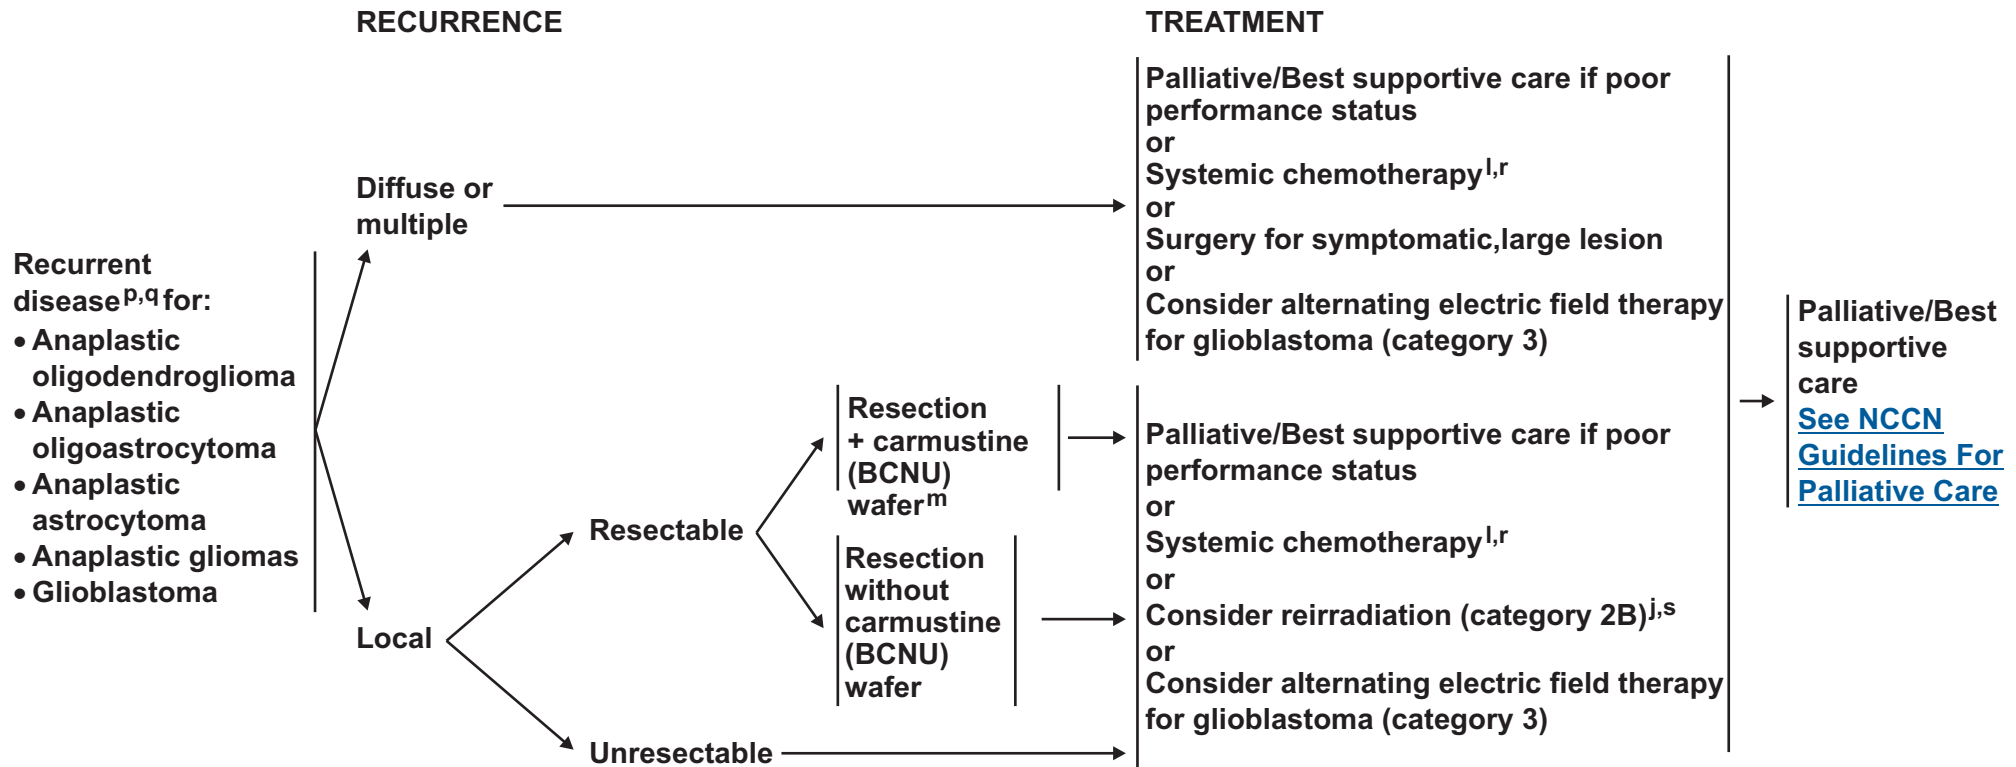 RECURRENCE
TREATMENT
Recurrent
disease p,q for:
• Anaplastic
oligodendroglioma
• Anaplastic
oligoastrocytoma
• Anaplastic
astrocytoma
• Anaplastic gliomas
• Glioblastoma
Diffuse or
multiple
Local
Resectable
Unresectable
Resection
+ carmustine
(BCNU)
wafer m
Resection
without
carmustine
(BCNU)
wafer
Palliative/Best supportive care if poor
performance status
or
Systemic chemotherapy l,r
or
Surgery for symptomatic,large lesion
or
Consider alternating electric field therapy
for glioblastoma (category 3)
Palliative/Best supportive care if poor
performance status
or
Systemic chemotherapy l,r
or
Consider reirradiation (category 2B) j,s
or
Consider alternating electric field therapy
for glioblastoma (category 3)
Palliative/Best
supportive
care
See NCCN
Guidelines For
Palliative Care